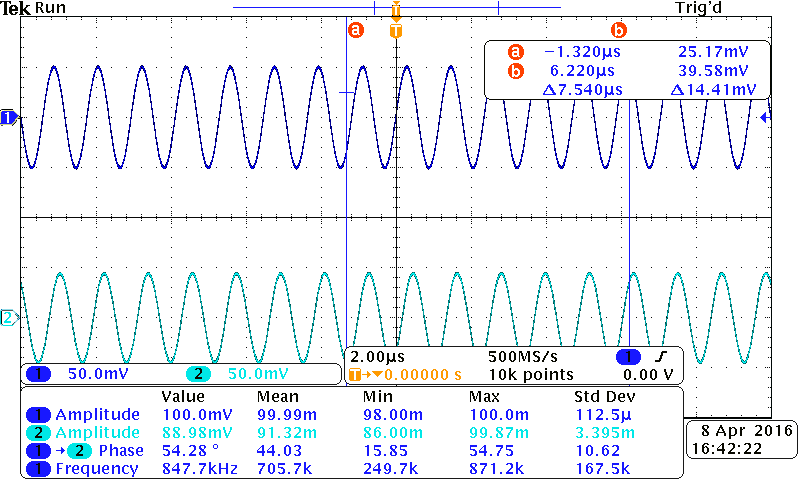 Tek Run Trig'd
T
a b
T
a −1.320µs 25.17mV
b 6.220µs 39.58mV
Δ7.540µs Δ14.41mV
1
2
1 50.0mV 2 50.0mV
2.00µs 500MS/s 1
T→▼0.00000 s 10k points 0.00 V
Value Mean Min Max Std Dev
1 Amplitude 100.0mV 99.99m 98.00m 100.0m 112.5µ
2 Amplitude 88.98mV 91.32m 86.00m 99.87m 3.395m
1 → 2 Phase 54.28 ° 44.03 15.85 54.75 10.62
1 Frequency 847.7kHz 705.7k 249.7k 871.2k 167.5k
8 Apr 2016
16:42:22